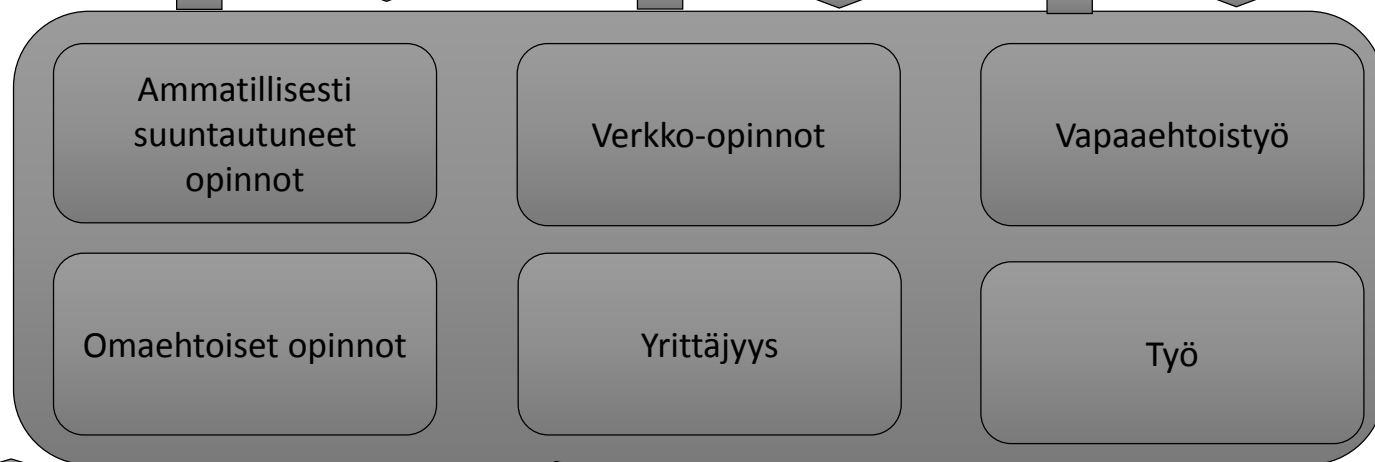 Ammatillisesti
suuntautuneet
opinnot
Verkko-opinnot
Vapaaehtoistyö
Omaehtoiset opinnot
Yrittäjyys
Työ